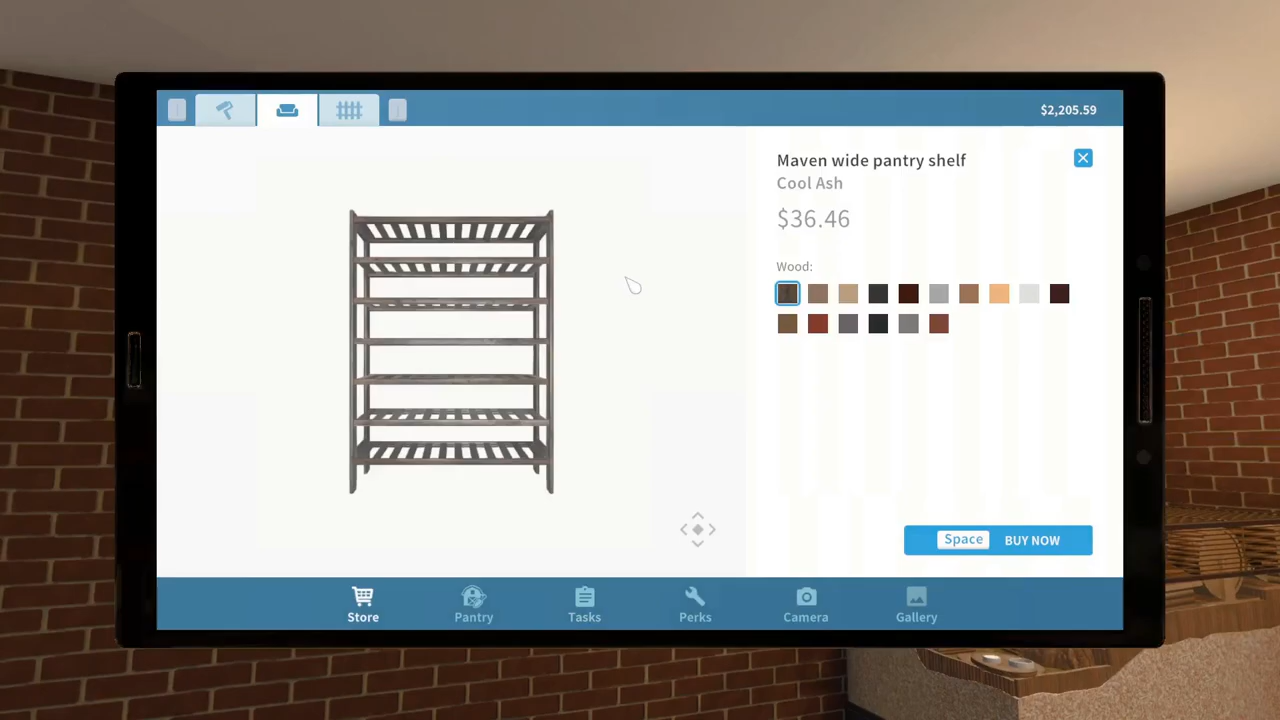 $2,205.59
Maven wide pantry shelf
Cool Ash
$36.46
Wood:
Space BUY NOW
Store
Pantry
Tasks
Perks
Camera
Gallery